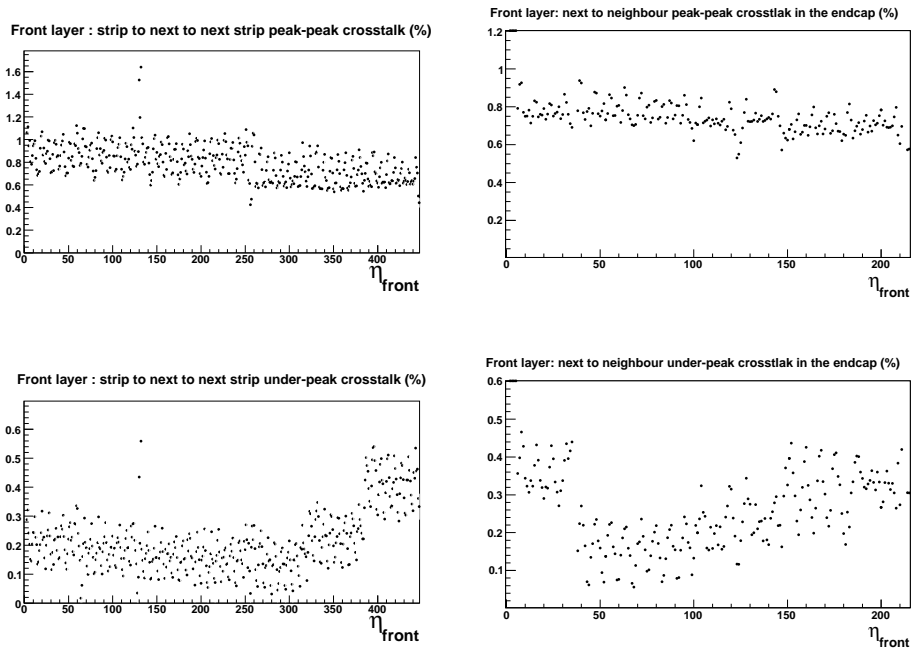 Front layer : strip to next to next strip peak-peak crosstalk (%)
1.6
1.4
1.2
1
0.8
0.6
0.4
0.2
0
0 50 100 150 200 250 300 350 400
η front
Front layer: next to neighbour peak-peak crosstlak in the endcap (%)
1.2
1
0.8
0.6
0.4
0.2
0 50 100 150 200
η front
Front layer : strip to next to next strip under-peak crosstalk (%)
0.6
0.5
0.4
0.3
0.2
0.1
0
0 50 100 150 200 250 300 350 400
η front
Front layer: next to neighbour under-peak crosstlak in the endcap (%)
0.6
0.5
0.4
0.3
0.2
0.1
0 50 100 150 200
η front